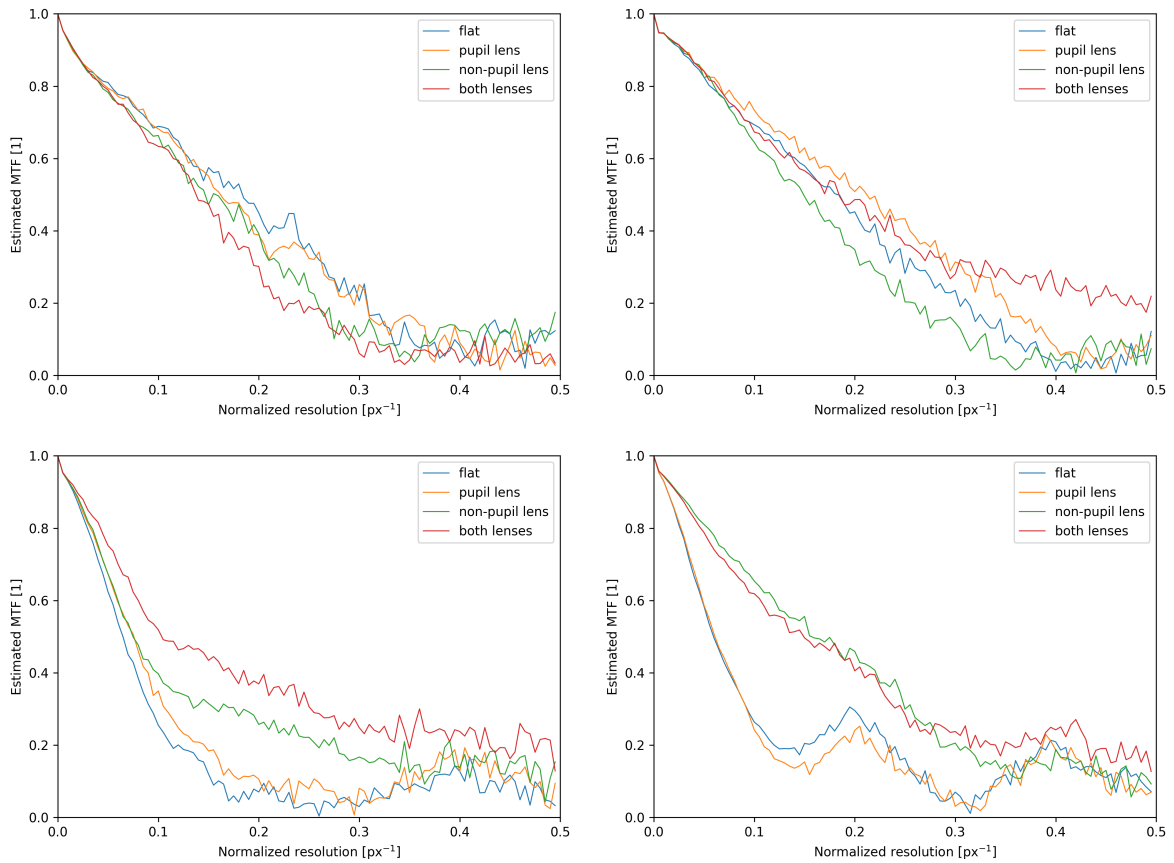 1.0
0.8
0.6
0.4
0.2
0.0
Estimated MTF [1]
0.0 0.1 0.2 0.3 0.4 0.5
Normalized resolution [px⁻¹]
flat
pupil lens
non-pupil lens
both lenses
1.0
0.8
0.6
0.4
0.2
0.0
Estimated MTF [1]
0.0 0.1 0.2 0.3 0.4 0.5
Normalized resolution [px⁻¹]
flat
pupil lens
non-pupil lens
both lenses
1.0
0.8
0.6
0.4
0.2
0.0
Estimated MTF [1]
0.0 0.1 0.2 0.3 0.4 0.5
Normalized resolution [px⁻¹]
flat
pupil lens
non-pupil lens
both lenses
1.0
0.8
0.6
0.4
0.2
0.0
Estimated MTF [1]
0.0 0.1 0.2 0.3 0.4 0.5
Normalized resolution [px⁻¹]
flat
pupil lens
non-pupil lens
both lenses